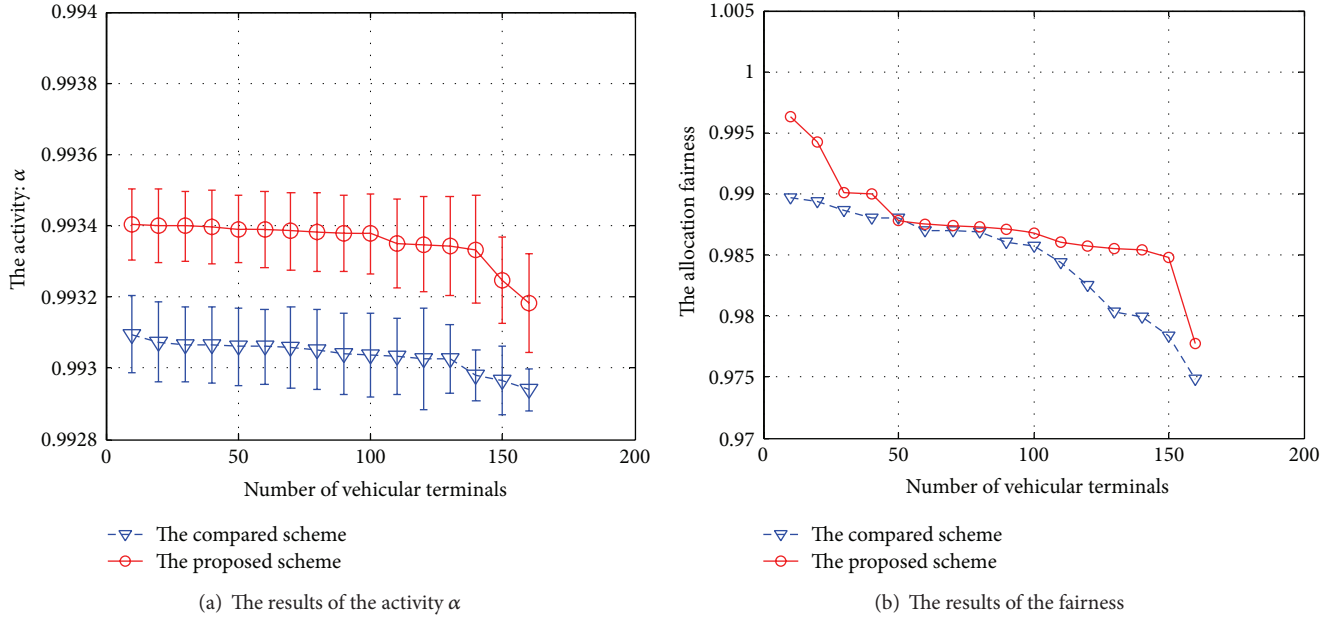 0.994
0.9938
0.9936
0.9934
0.9932
0.993
0.9928
The activity: α
0
50
100
150
200
Number of vehicular terminals
The compared scheme
The proposed scheme
(a) The results of the activity α
1.005
1
0.995
0.99
0.985
0.98
0.975
0.97
The allocation fairness
0
50
100
150
200
Number of vehicular terminals
The compared scheme
The proposed scheme
(b) The results of the fairness